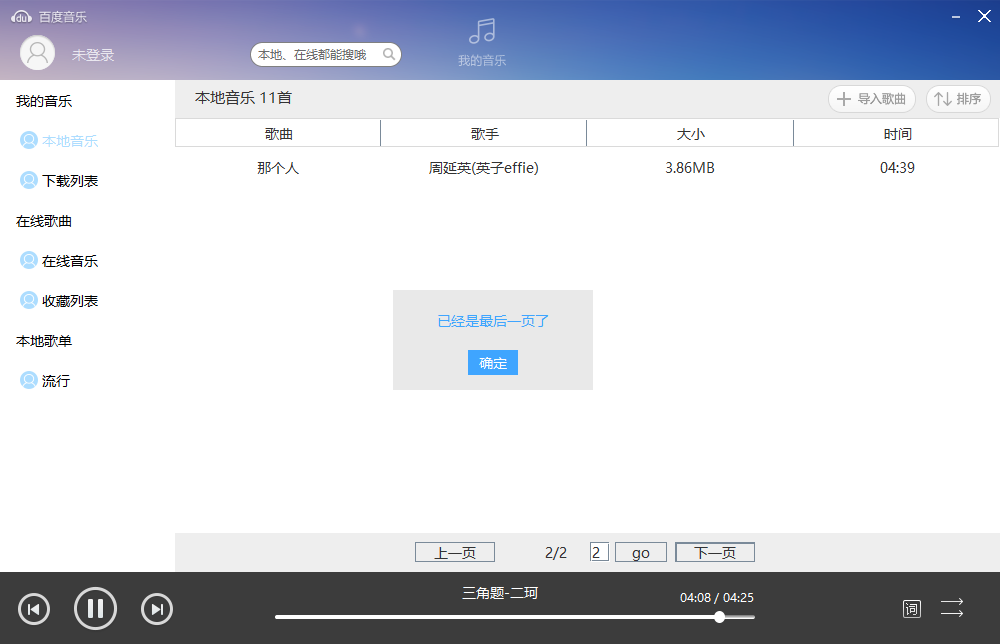 du 百度音乐
未登录
本地、在线都能搜哦
我的音乐
我的音乐
本地音乐
下载列表
在线歌曲
在线音乐
收藏列表
本地歌单
流行
本地音乐 11首
导入歌曲
排序
歌曲 歌手 大小 时间
那个人 周延英(英子effie) 3.86MB 04:39
已经是最后一页了
确定
上一页 2/2 2 go 下一页
三角题-二珂
04:08 / 04:25
词